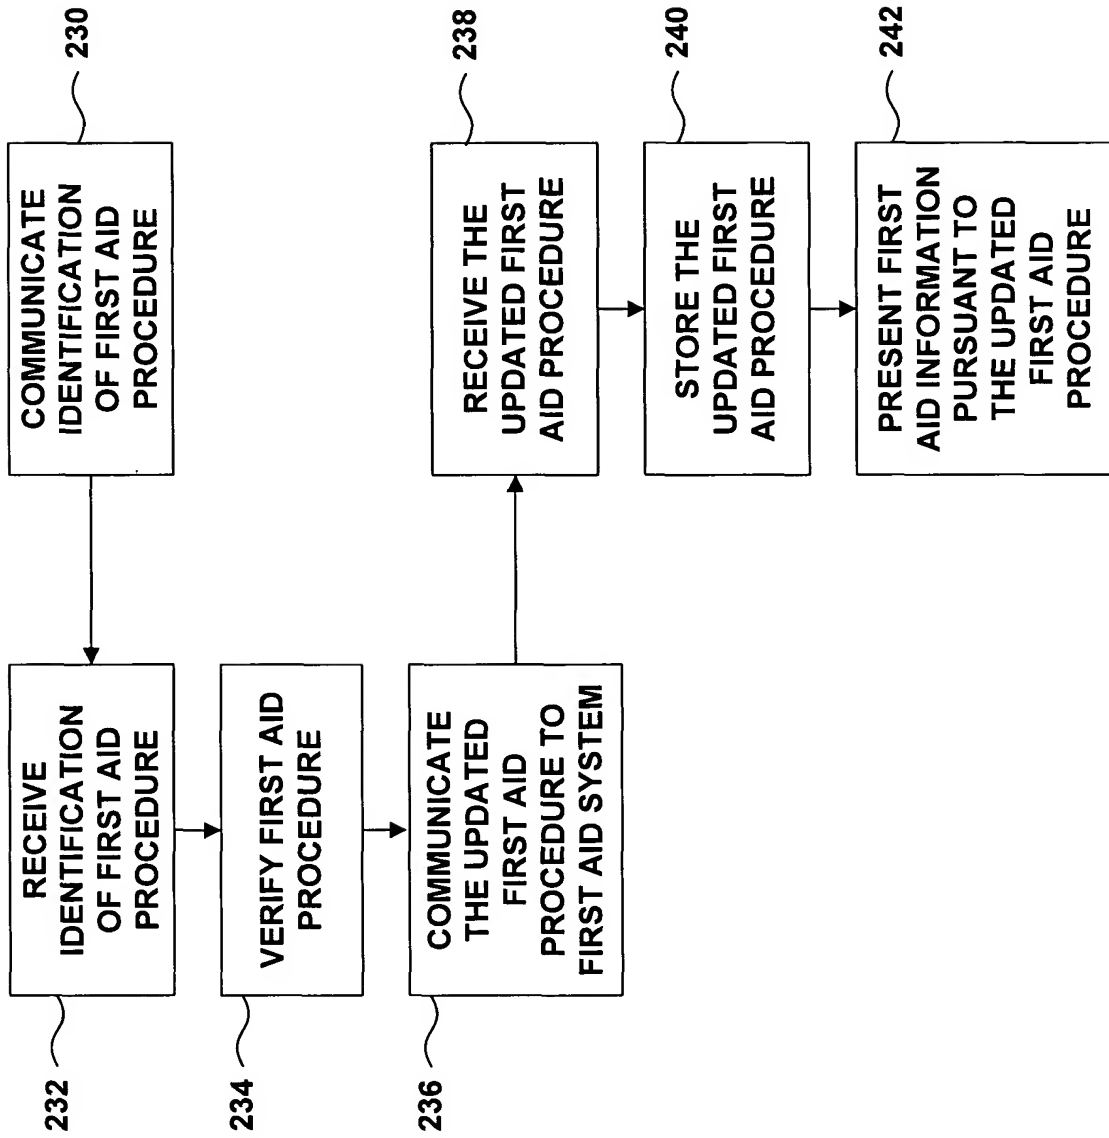 COMMUNICATE
IDENTIFICATION
OF FIRST AID
PROCEDURE
230
RECEIVE
IDENTIFICATION
OF FIRST AID
PROCEDURE
232
VERIFY FIRST AID
PROCEDURE
234
COMMUNICATE
THE UPDATED
FIRST AID
PROCEDURE TO
FIRST AID SYSTEM
236
RECEIVE THE
UPDATED FIRST
AID PROCEDURE
238
STORE THE
UPDATED FIRST
AID PROCEDURE
240
PRESENT FIRST
AID INFORMATION
PURSUANT TO
THE UPDATED
FIRST AID
PROCEDURE
242